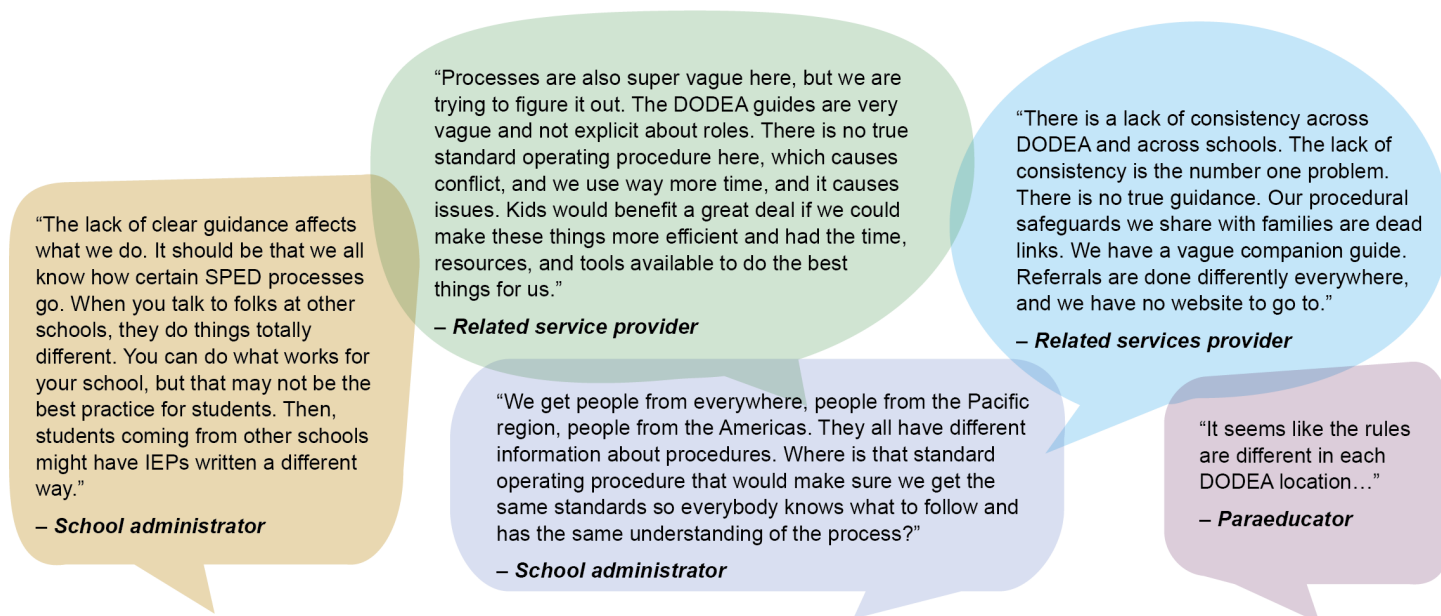 “The lack of clear guidance affects
what we do. It should be that we all
know how certain SPED processes
go. When you talk to folks at other
schools, they do things totally
different. You can do what works for
your school, but that may not be the
best practice for students. Then,
students coming from other schools
might have IEPs written a different
way.”
– School administrator
“Processes are also super vague here, but we are
trying to figure it out. The DODEA guides are very
vague and not explicit about roles. There is no true
standard operating procedure here, which causes
conflict, and we use way more time, and it causes
issues. Kids would benefit a great deal if we could
make these things more efficient and had the time,
resources, and tools available to do the best
things for us.”
– Related service provider
“There is a lack of consistency across
DODEA and across schools. The lack of
consistency is the number one problem.
There is no true guidance. Our procedural
safeguards we share with families are dead
links. We have a vague companion guide.
Referrals are done differently everywhere,
and we have no website to go to.”
– Related services provider
“We get people from everywhere, people from the Pacific
region, people from the Americas. They all have different
information about procedures. Where is that standard
operating procedure that would make sure we get the
same standards so everybody knows what to follow and
has the same understanding of the process?”
– School administrator
“It seems like the rules
are different in each
DODEA location…”
– Paraeducator